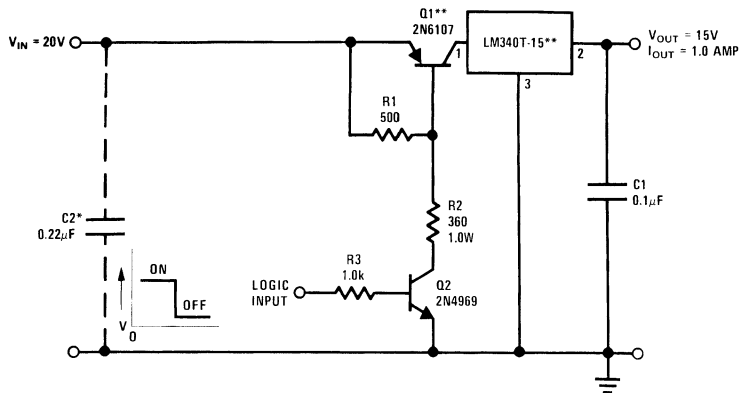 Q1**
2N6107
V_IN = 20V
LM340T-15**
1
2
3
V_OUT = 15V
I_OUT = 1.0 AMP
R1
500
R2
360
1.0W
C1
0.1μF
C2*
0.22μF
ON
OFF
V
0
R3
1.0k
LOGIC
INPUT
Q2
2N4969